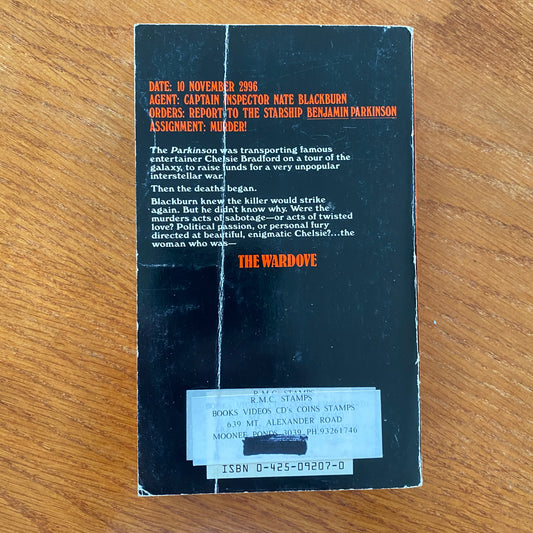 DATE: 10 NOVEMBER 2996
AGENT: CAPTAIN INSPECTOR NATE BLACKBURN
ORDERS: REPORT TO THE STARSHIP BENJAMIN PARKINSON
ASSIGNMENT: MURDER!
The Parkinson was transporting famous
entertainer Chelsie Bradford on a tour of the
galaxy, to raise funds for a very unpopular
interstellar war.
Then the deaths began.
Blackburn knew the killer would strike
again. But he didn't know why. Were the
murders acts of sabotage—or acts of twisted
love? Political passion, or personal fury
directed at beautiful, enigmatic Chelsie?...the
woman who was—
THE WARDOVE
R.M.C. STAMPS
R.M.C. STAMPS
BOOKS VIDEOS CD's COINS STAMPS
639 MT. ALEXANDER ROAD
MOONEE PONDS 3039 PH.93261746
ISBN 0-425-09207-0